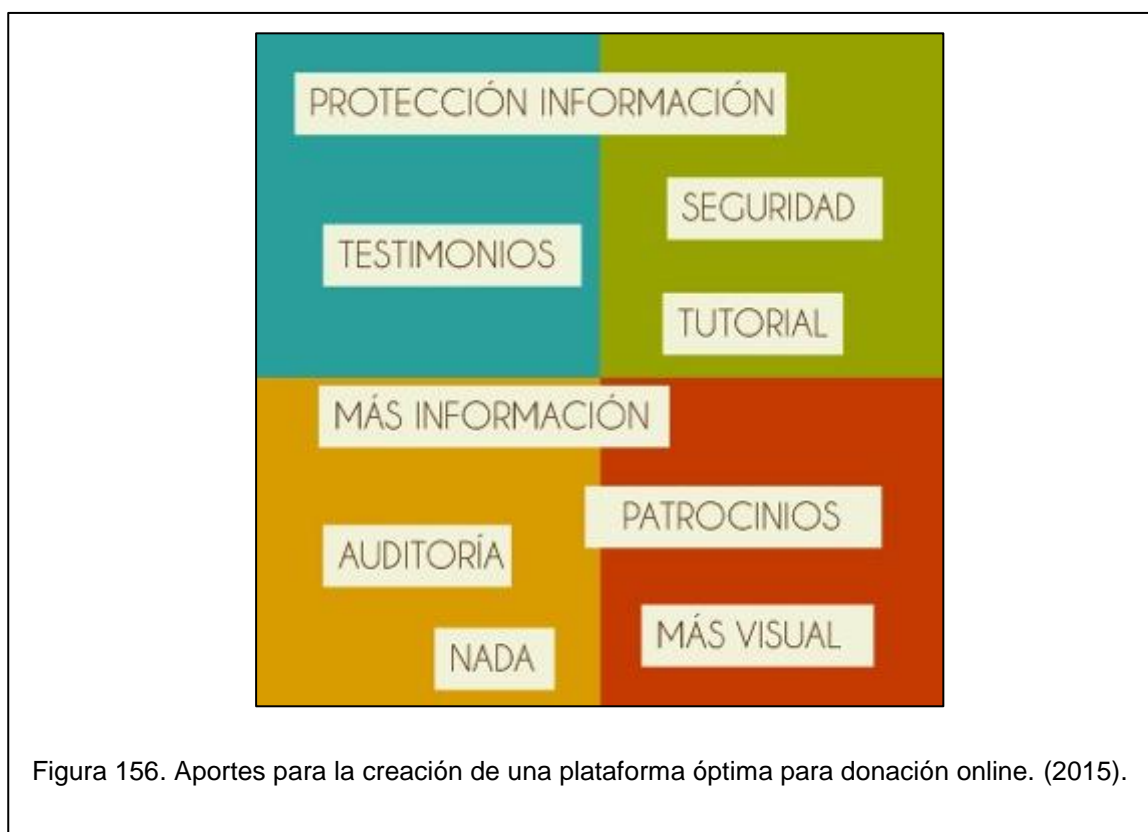 PROTECCIÓN INFORMACIÓN
SEGURIDAD
TESTIMONIOS
TUTORIAL
MÁS INFORMACIÓN
PATROCINIOS
AUDITORÍA
MÁS VISUAL
NADA
Figura 156. Aportes para la creación de una plataforma óptima para donación online. (2015).